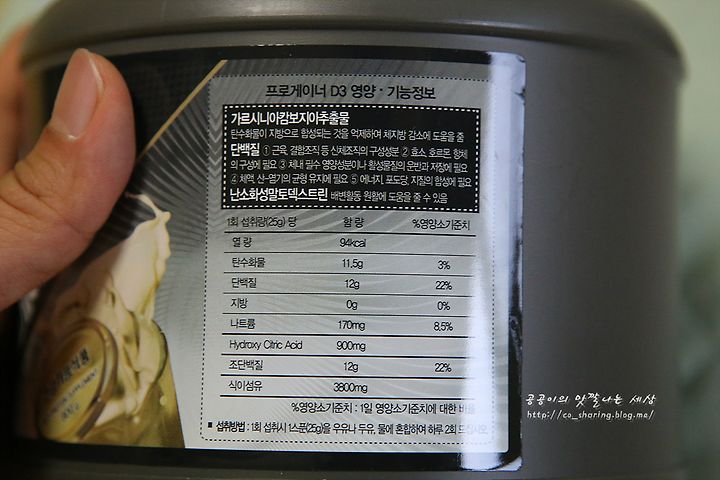 프로게이너 D3 영양 · 기능정보
가르시니아캄보지아추출물
탄수화물이 지방으로 합성되는 것을 억제하여 체지방 감소에 도움을 줌
단백질 ① 근육, 결합조직 등 신체조직의 구성성분 ② 효소, 호르몬, 항체
의 구성에 필요 ③ 체내 필수 영양성분이나 활성물질의 운반과 저장에 필요
④ 체액, 산-염기의 균형 유지에 필요 ⑤ 에너지, 포도당, 지질의 합성에 필요
난소화성말토덱스트린 배변활동 원활에 도움을 줄 수 있음
1회 섭취량(25g) 당 함 량 %영양소기준치
열 량 94kcal
탄수화물 11.5g 3%
단백질 12g 22%
지방 0g 0%
나트륨 170mg 8.5%
Hydroxy Citric Acid 900mg
조단백질 12g 22%
식이섬유 3800mg
%영양소기준치 : 1일 영양소기준치에 대한 비율
■ 섭취방법 : 1회 섭취시 1스푼(25g)을 우유나 두유, 물에 혼합하여 하루 2회 드십시오
공공이의 맛짤나는 세상
http://co_sharing.blog.me/